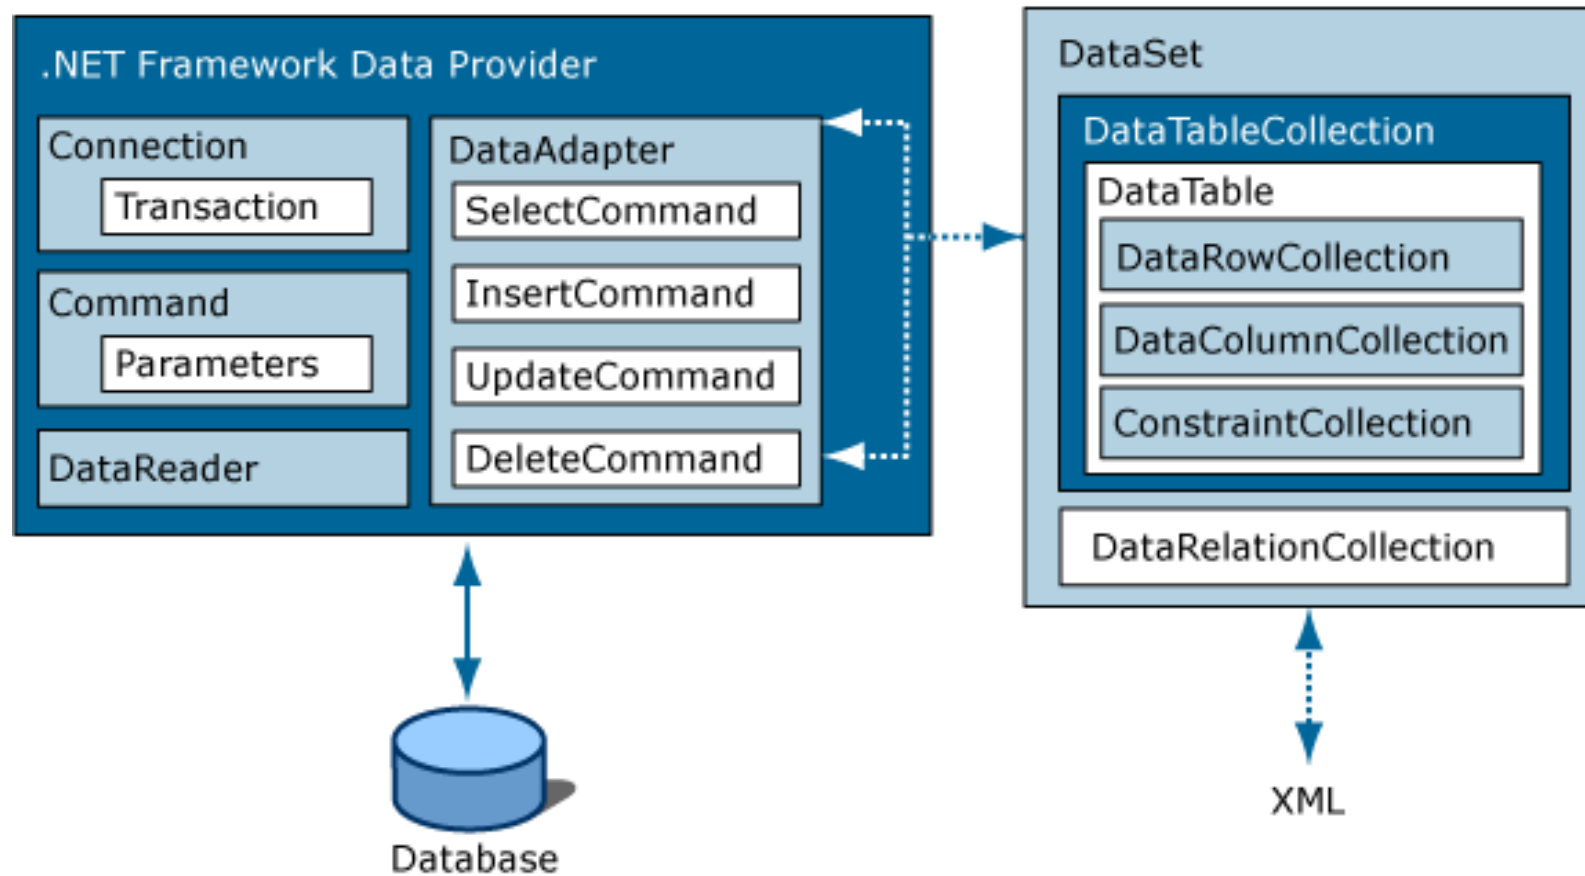 .NET Framework Data Provider
Connection
Transaction
Command
Parameters
DataReader
DataAdapter
SelectCommand
InsertCommand
UpdateCommand
DeleteCommand
Database
DataSet
DataTableCollection
DataTable
DataRowCollection
DataColumnCollection
ConstraintCollection
DataRelationCollection
XML